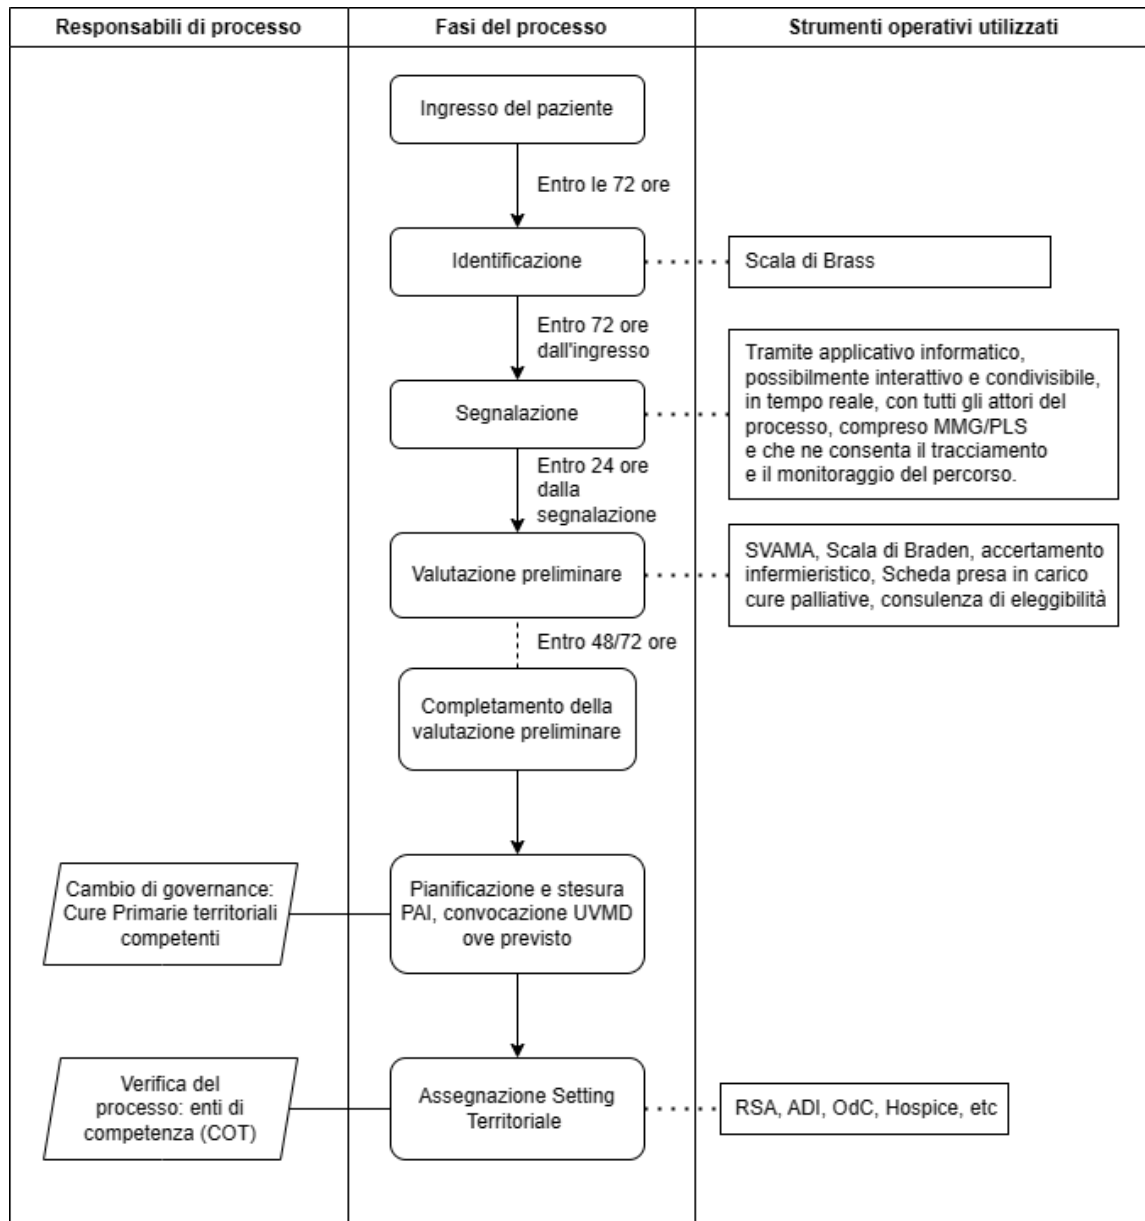 Responsabili di processo
Fasi del processo
Strumenti operativi utilizzati
Ingresso del paziente
Entro le 72 ore
Identificazione
Scala di Brass
Entro 72 ore
dall'ingresso
Segnalazione
Tramite applicativo informatico,
possibilmente interattivo e condivisibile,
in tempo reale, con tutti gli attori del
processo, compreso MMG/PLS
e che ne consenta il tracciamento
e il monitoraggio del percorso.
Entro 24 ore
dalla
segnalazione
Valutazione preliminare
SVAMA, Scala di Braden, accertamento
infermieristico, Scheda presa in carico
cure palliative, consulenza di eleggibilità
Entro 48/72 ore
Completamento della
valutazione preliminare
Cambio di governance:
Cure Primarie territoriali
competenti
Pianificazione e stesura
PAI, convocazione UVMD
ove previsto
Verifica del
processo: enti di
competenza (COT)
Assegnazione Setting
Territoriale
RSA, ADI, OdC, Hospice, etc